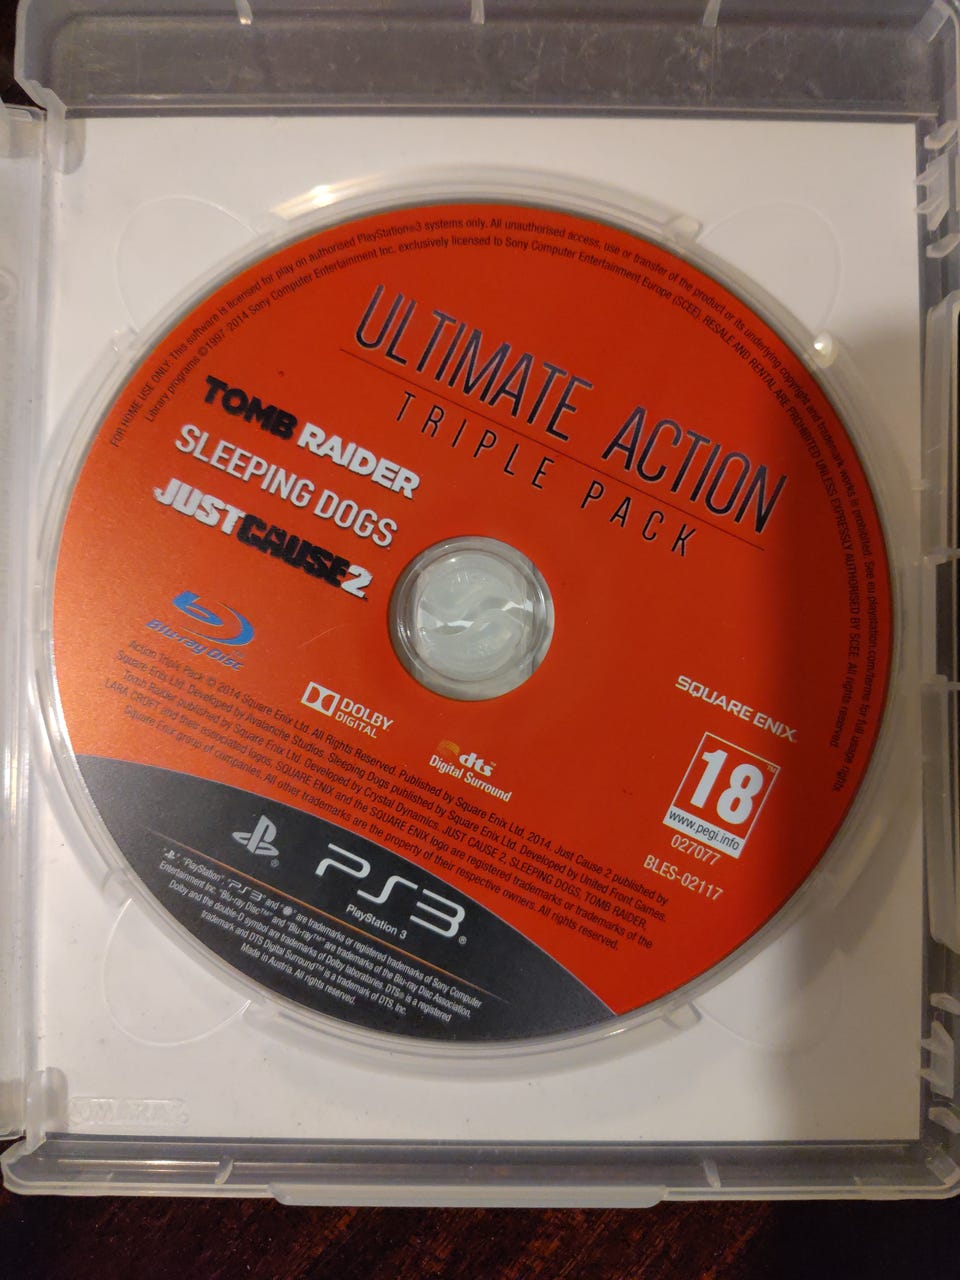 FOR HOME USE ONLY: This software is licensed for play on authorised PlayStation®3 systems only. All unauthorised access, use or transfer of the product or its underlying copyright and trademark works is prohibited. See eu.playstation.com/terms for full usage rights.
Library programs ©1997-2014 Sony Computer Entertainment Inc. exclusively licensed to Sony Computer Entertainment Europe (SCEE). RESALE AND RENTAL ARE PROHIBITED UNLESS EXPRESSLY AUTHORISED BY SCEE. All rights reserved.
ULTIMATE ACTION
TRIPLE PACK
TOMB RAIDER
SLEEPING DOGS
JUST CAUSE 2
Blu-ray Disc
DOLBY
DIGITAL
dts
Digital Surround
SQUARE ENIX
18
www.pegi.info
027077
BLES-02117
Action Triple Pack © 2014 Square Enix Ltd. All Rights Reserved. Published by Square Enix Ltd. 2014. Just Cause 2 published by
Square Enix Ltd. Developed by Avalanche Studios. Sleeping Dogs published by Square Enix Ltd. Developed by United Front Games.
Tomb Raider published by Square Enix Ltd. Developed by Crystal Dynamics. JUST CAUSE 2, SLEEPING DOGS, TOMB RAIDER,
LARA CROFT and their associated logos, SQUARE ENIX and the SQUARE ENIX logo are registered trademarks or trademarks of the
Square Enix group of companies. All other trademarks are the property of their respective owners. All rights reserved.
PS3®
PlayStation 3
"PlayStation", "PS3" and are trademarks or registered trademarks of Sony Computer
Entertainment Inc. "Blu-ray Disc™" and "Blu-ray™" are trademarks of the Blu-ray Disc Association.
Dolby and the double-D symbol are trademarks of Dolby laboratories. DTS® is a registered
trademark and DTS Digital Surround™ is a trademark of DTS, Inc.
Made in Austria. All rights reserved.